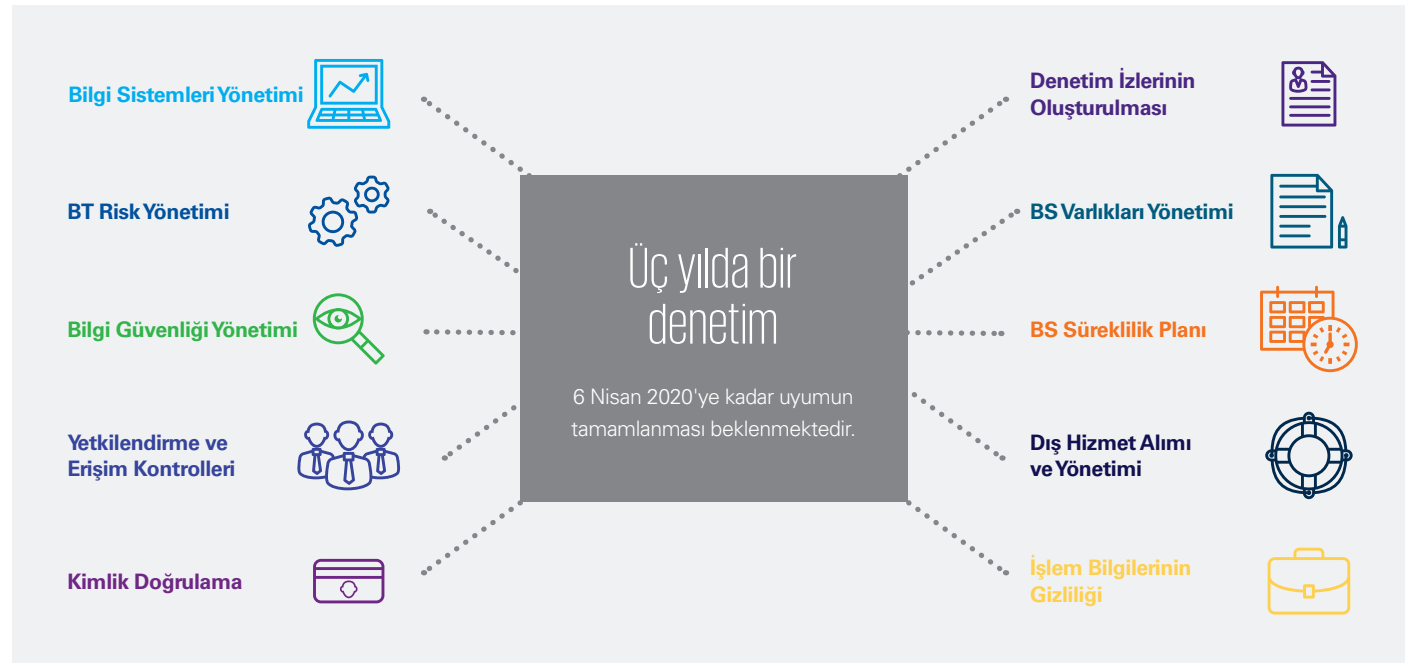 Bilgi Sistemleri Yönetimi
BT Risk Yönetimi
Bilgi Güvenliği Yönetimi
Yetkilendirme ve
Erişim Kontrolleri
Kimlik Doğrulama
Üç yılda bir
denetim
6 Nisan 2020'ye kadar uyumun
tamamlanması beklenmektedir.
Denetim İzlerinin
Oluşturulması
BS Varlıkları Yönetimi
BS Süreklilik Planı
Dış Hizmet Alımı
ve Yönetimi
İşlem Bilgilerinin
Gizliliği